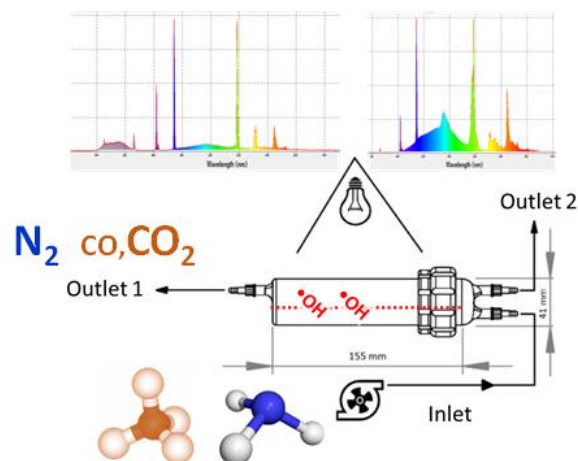 Wavelength (nm)
Wavelength (nm)
Outlet 2
N₂ co,CO₂
Outlet 1
•OH •OH
41 mm
155 mm
Inlet